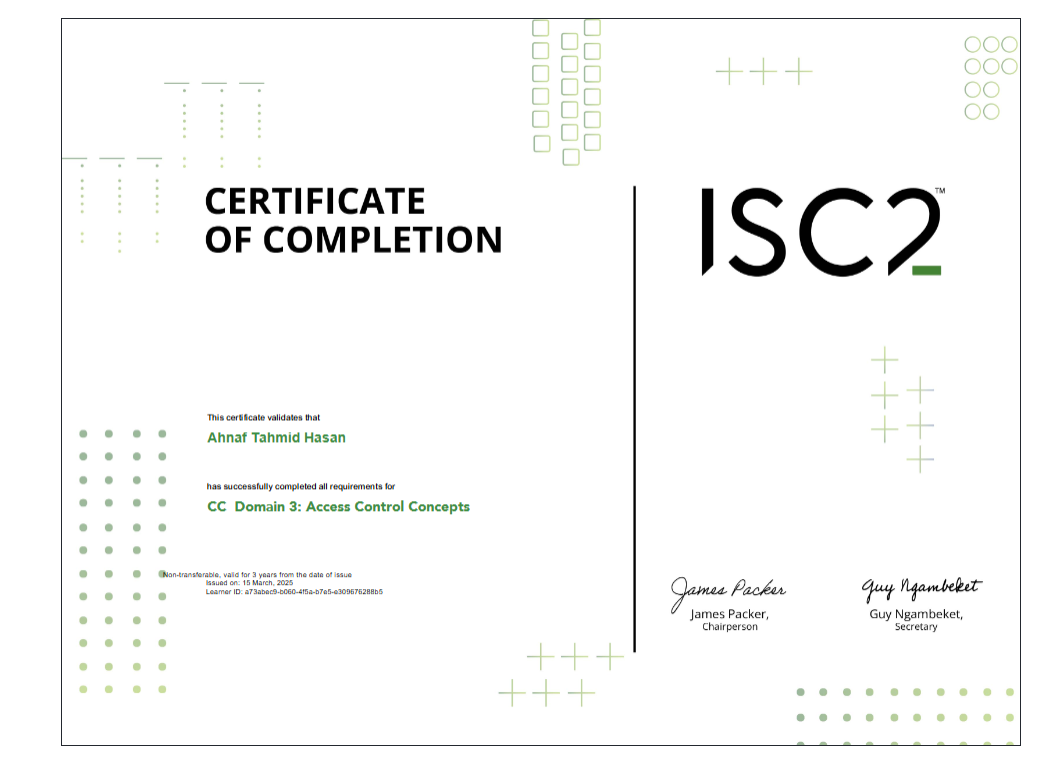 CERTIFICATE
OF COMPLETION
ISC2™
This certificate validates that
Ahnaf Tahmid Hasan
has successfully completed all requirements for
CC  Domain 3: Access Control Concepts
Non-transferable, valid for 3 years from the date of issue
Issued on: 15 March, 2025
Learner ID: a73abec9-b060-4f5a-b7e5-e309676288b5
James Packer
James Packer,
Chairperson
Guy Ngambeket
Guy Ngambeket,
Secretary